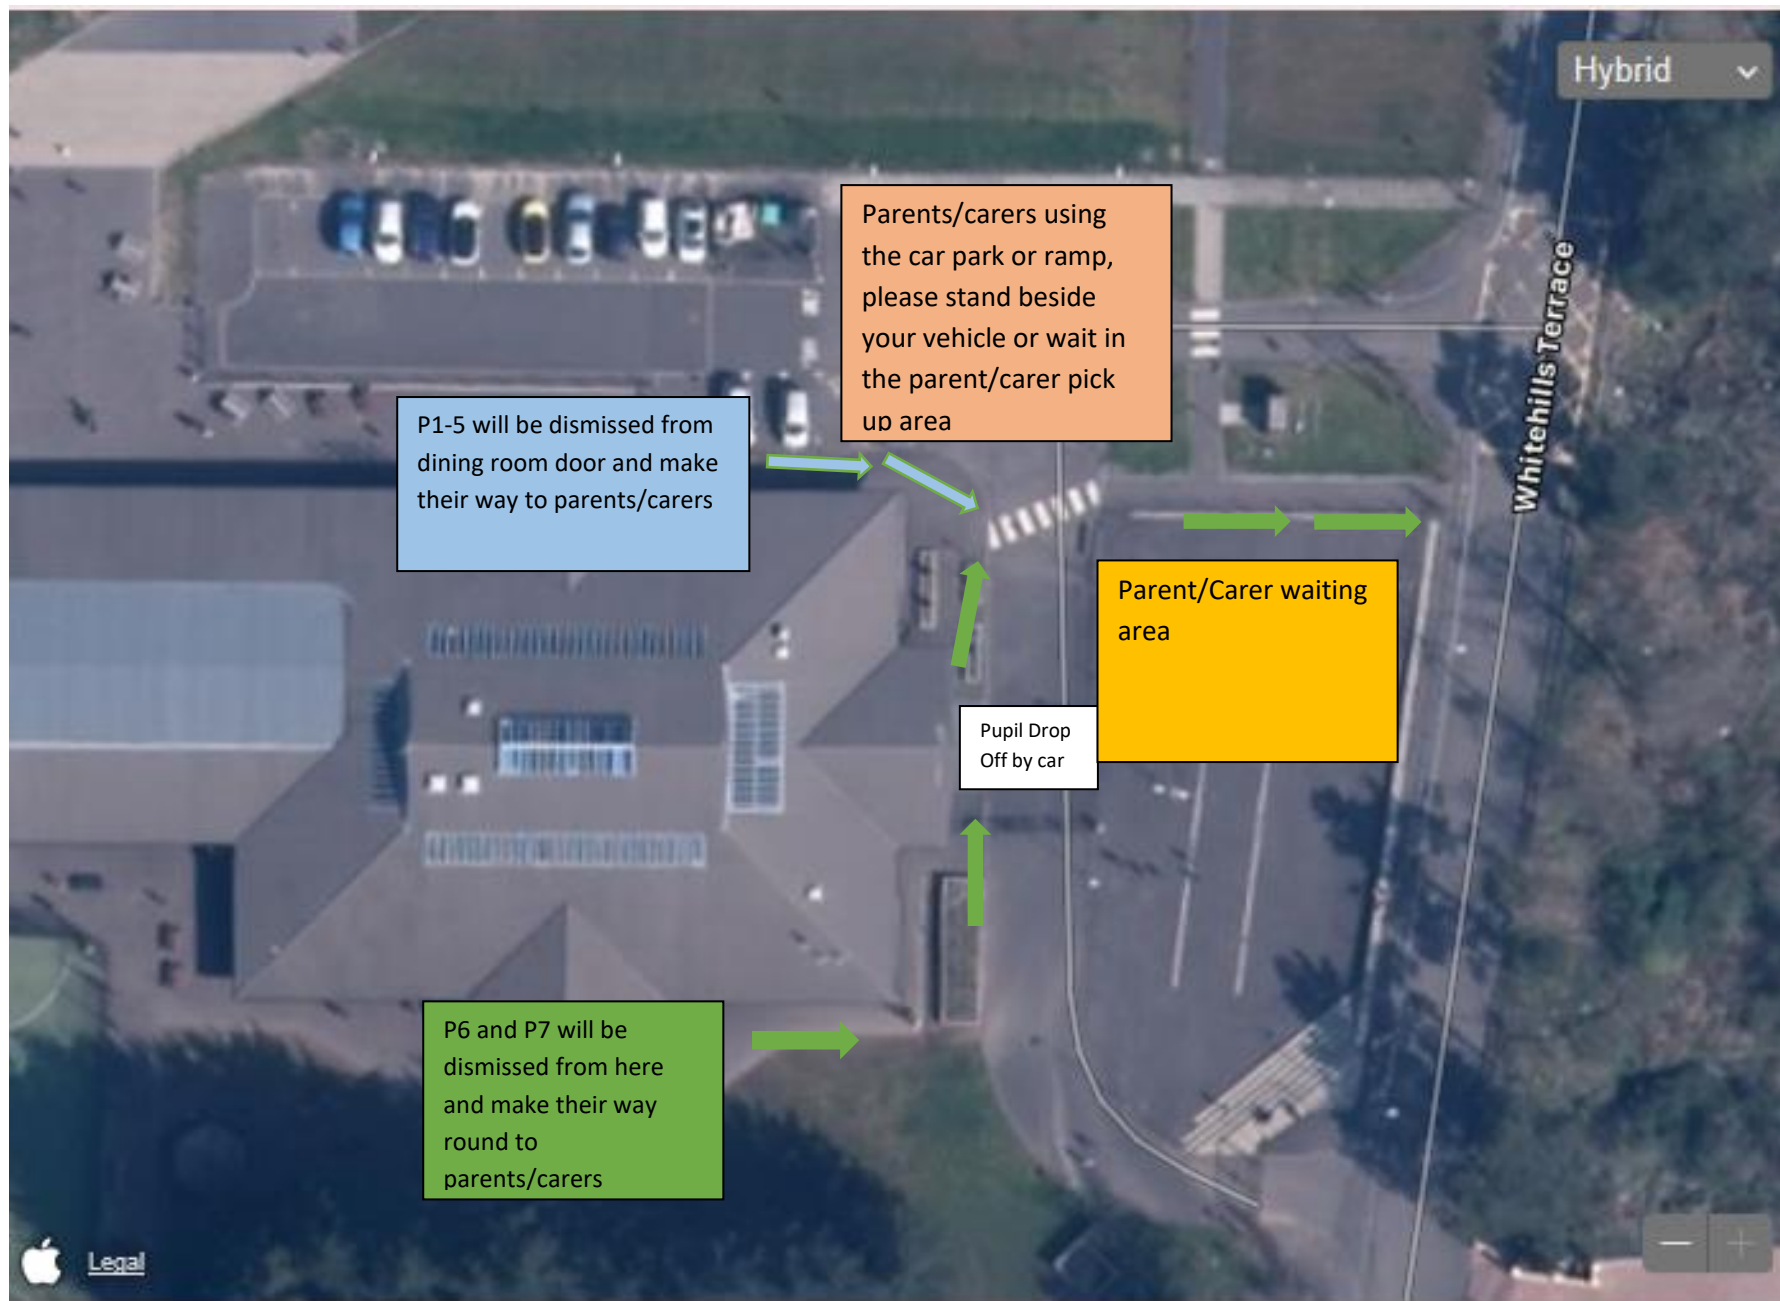 Hybrid
Parents/carers using
the car park or ramp,
please stand beside
your vehicle or wait in
the parent/carer pick
up area
Whitehills Terrace
P1-5 will be dismissed from
dining room door and make
their way to parents/carers
Parent/Carer waiting
area
Pupil Drop
Off by car
P6 and P7 will be
dismissed from here
and make their way
round to
parents/carers
Legal